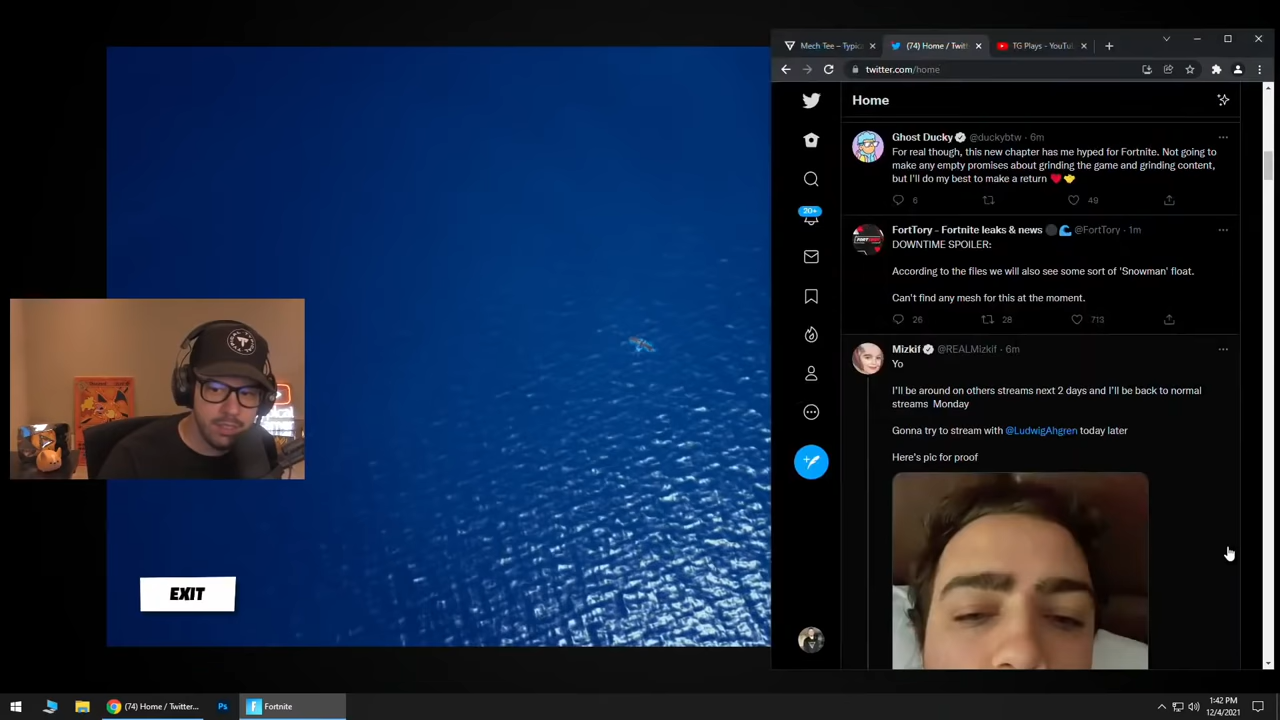 Mech Tee – Typic
(74) Home / Twitt
TG Plays - YouTu
twitter.com/home
Home
Ghost Ducky @duckybtw · 6m
For real though, this new chapter has me hyped for Fortnite. Not going to
make any empty promises about grinding the game and grinding content,
but I'll do my best to make a return
6 49
FortTory - Fortnite leaks & news @FortTory · 1m
DOWNTIME SPOILER:
According to the files we will also see some sort of 'Snowman' float.
Can't find any mesh for this at the moment.
26 28 713
20+
Mizkif @REALMizkif · 6m
Yo
I'll be around on others streams next 2 days and I'll be back to normal
streams Monday
Gonna try to stream with @LudwigAhgren today later
Here's pic for proof
EXIT
(74) Home / Twitter...
Ps
Fortnite
1:42 PM
12/4/2021